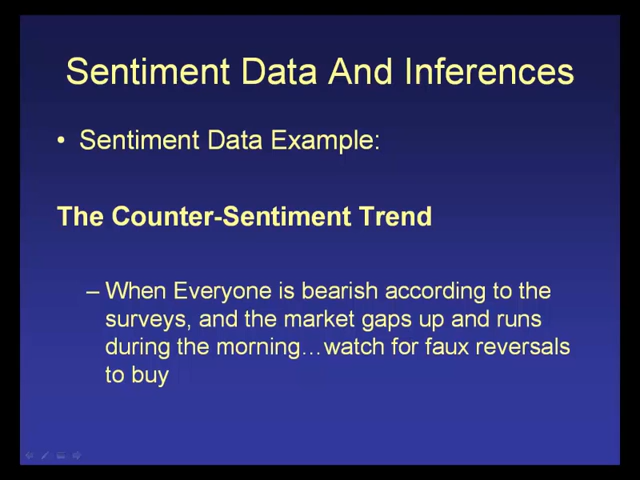 Sentiment Data And Inferences
• Sentiment Data Example:
The Counter-Sentiment Trend
– When Everyone is bearish according to the
surveys, and the market gaps up and runs
during the morning…watch for faux reversals
to buy